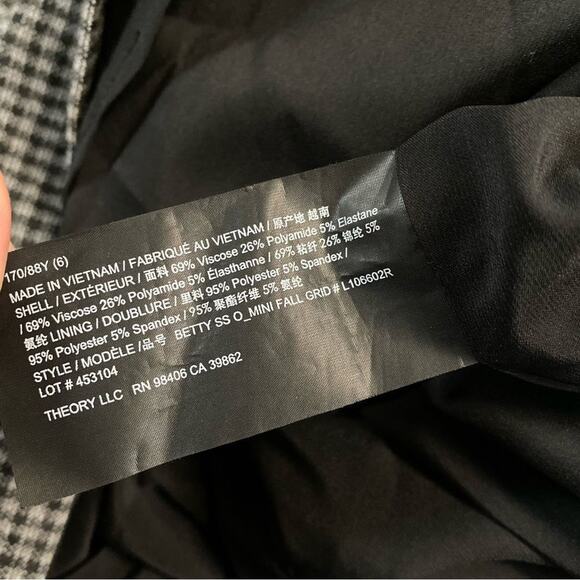 170/88Y (6)
MADE IN VIETNAM / FABRIQUÉ AU VIETNAM / 原产地 越南
SHELL / EXTÉRIEUR / 面料 69% Viscose 26% Polyamide 5% Elastane
/ 69% Viscose 26% Polyamide 5% Élasthanne / 69% 粘纤 26% 锦纶 5%
氨纶 LINING / DOUBLURE / 里料 95% Polyester 5% Spandex /
95% Polyester 5% Spandex / 95% 聚酯纤维 5% 氨纶
STYLE / MODÈLE /品号 BETTY SS O_MINI FALL GRID # L106602R
LOT # 453104
THEORY LLC RN 98406 CA 39862